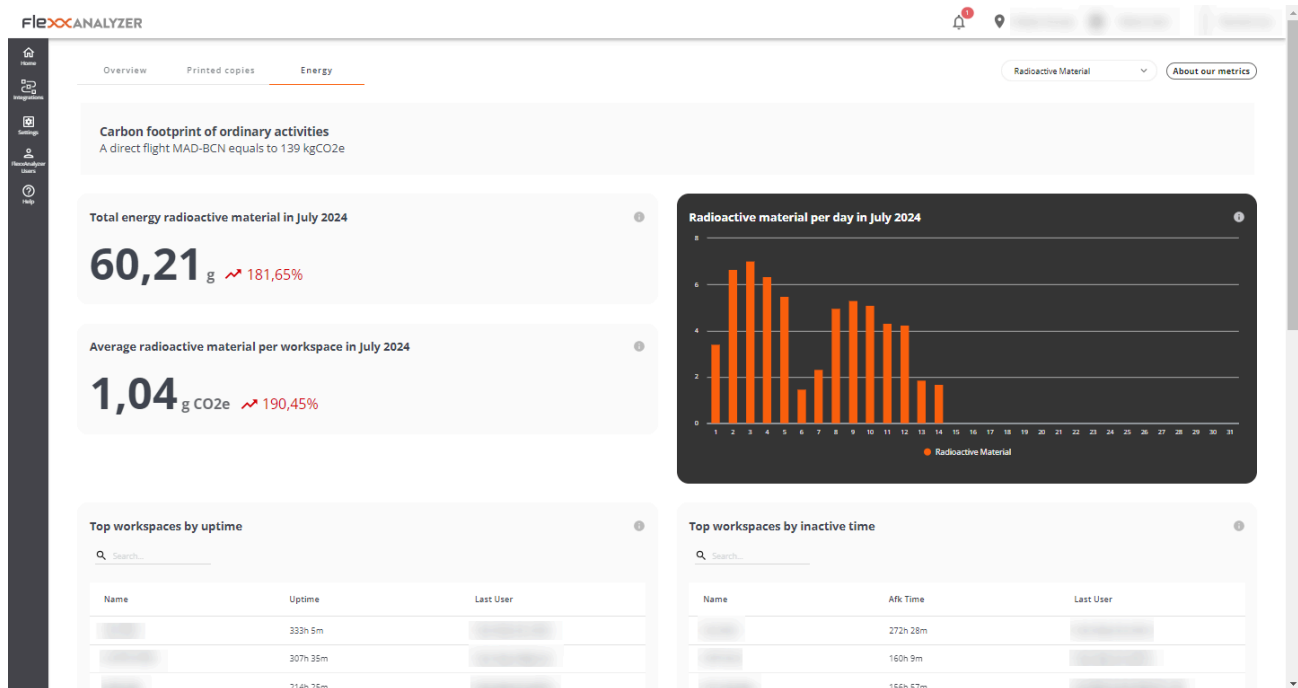 FlexxANALYZER
1
Home
Integrations
Settings
FlexxAnalyzer
Users
Help
Overview Printed copies Energy
Radioactive Material
About our metrics
Carbon footprint of ordinary activities
A direct flight MAD-BCN equals to 139 kgCO2e
Total energy radioactive material in July 2024
60,21 g 181,65%
Average radioactive material per workspace in July 2024
1,04 g CO2e 190,45%
Radioactive material per day in July 2024
8
6
4
2
0
1 2 3 4 5 6 7 8 9 10 11 12 13 14 15 16 17 18 19 20 21 22 23 24 25 26 27 28 29 30 31
Radioactive Material
Top workspaces by uptime
Search...
Name Uptime Last User
333h 5m
307h 35m
214h 25m
Top workspaces by inactive time
Search...
Name Afk Time Last User
272h 28m
160h 9m
156h 57m